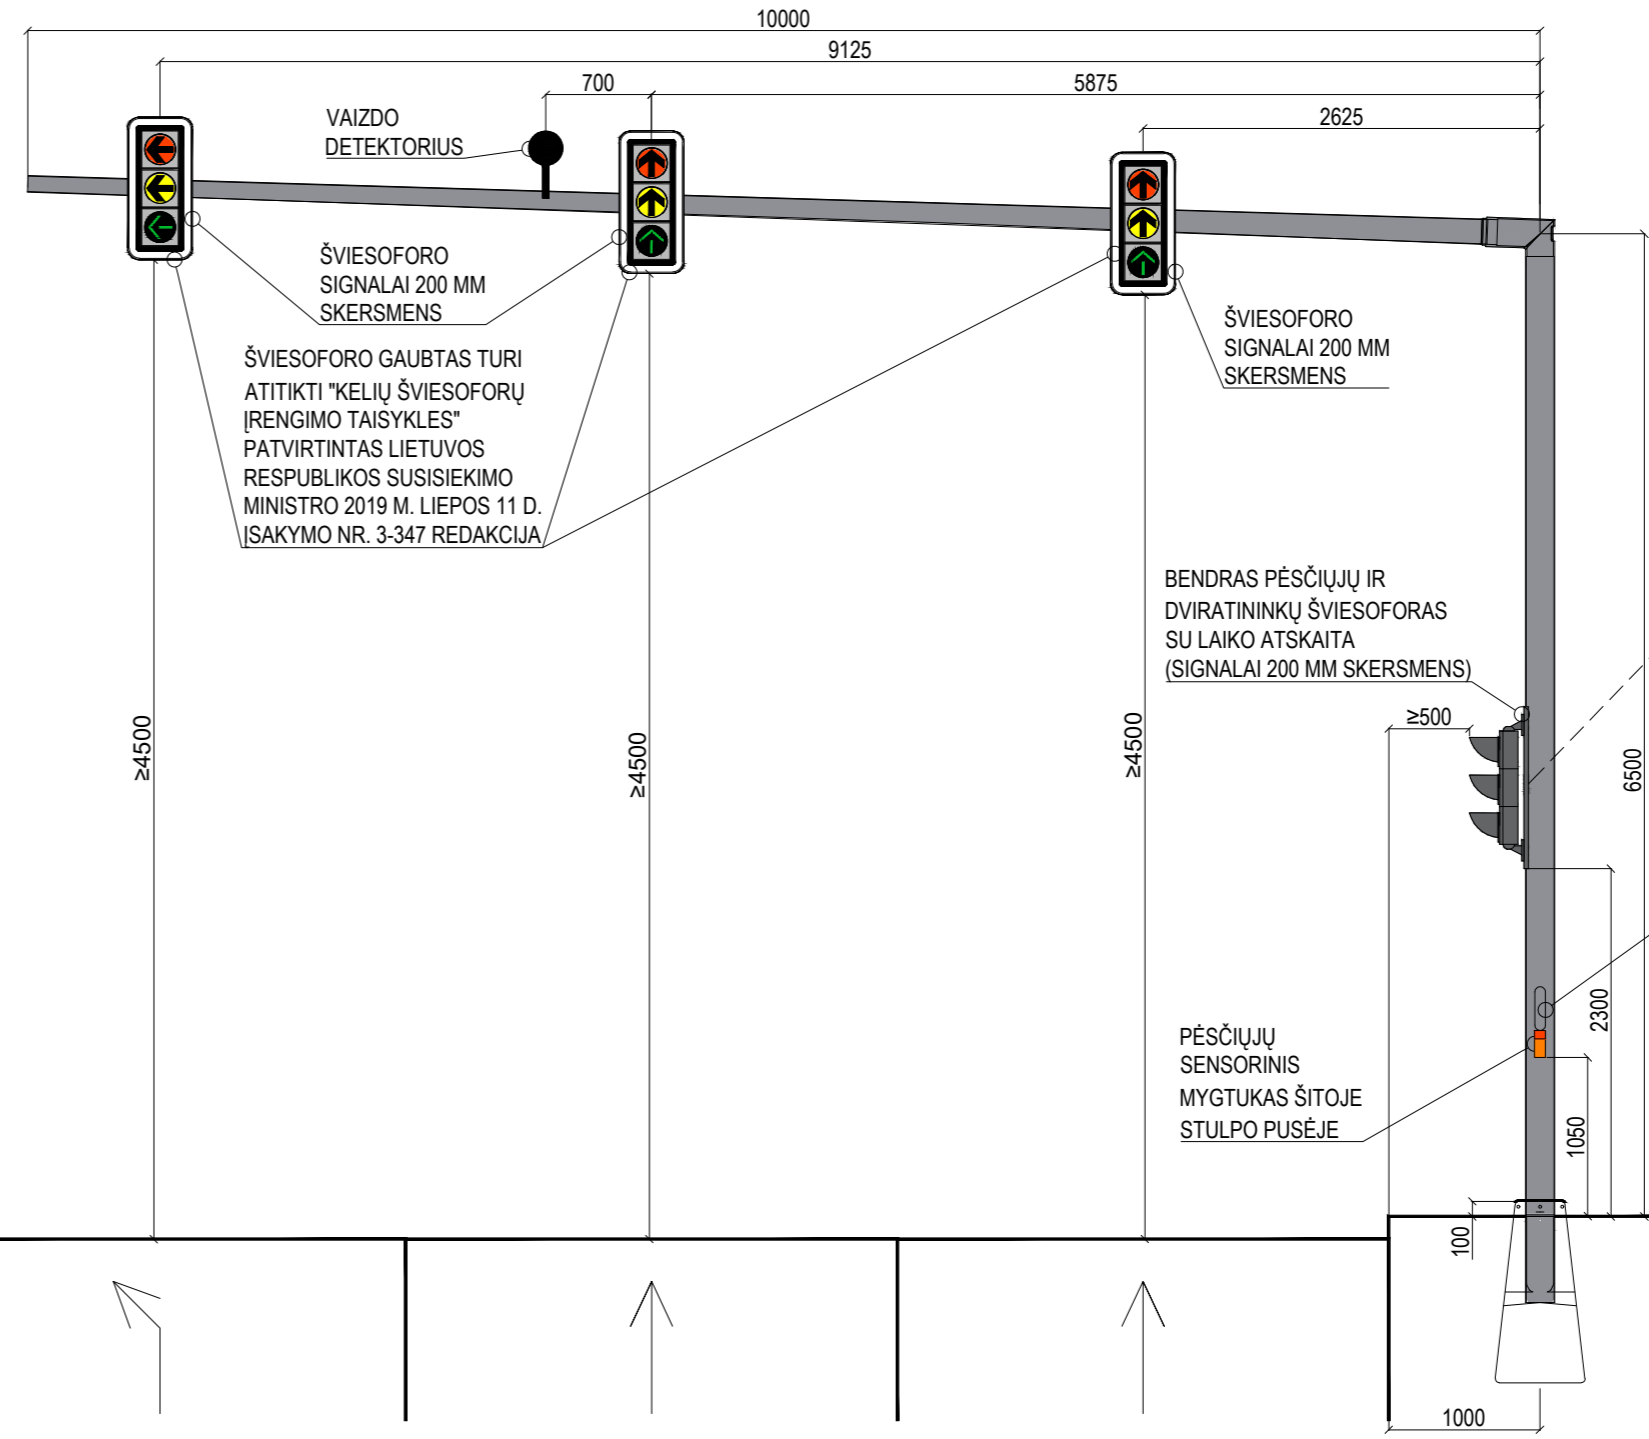 10000
9125
700
5875
2625
VAIZDO
DETEKTORIUS
ŠVIESOFORO
SIGNALAI 200 MM
SKERSMENS
ŠVIESOFORO
SIGNALAI 200 MM
SKERSMENS
ŠVIESOFORO GAUBTAS TURI
ATITIKTI "KELIŲ ŠVIESOFORŲ
ĮRENGIMO TAISYKLES"
PATVIRTINTAS LIETUVOS
RESPUBLIKOS SUSISIEKIMO
MINISTRO 2019 M. LIEPOS 11 D.
ĮSAKYMO NR. 3-347 REDAKCIJA
BENDRAS PĖSČIŲJŲ IR
DVIRATININKŲ ŠVIESOFORAS
SU LAIKO ATSKAITA
(SIGNALAI 200 MM SKERSMENS)
≥500
≥4500
≥4500
≥4500
6500
2300
PĖSČIŲJŲ
SENSORINIS
MYGTUKAS ŠITOJE
STULPO PUSĖJE
1050
100
1000